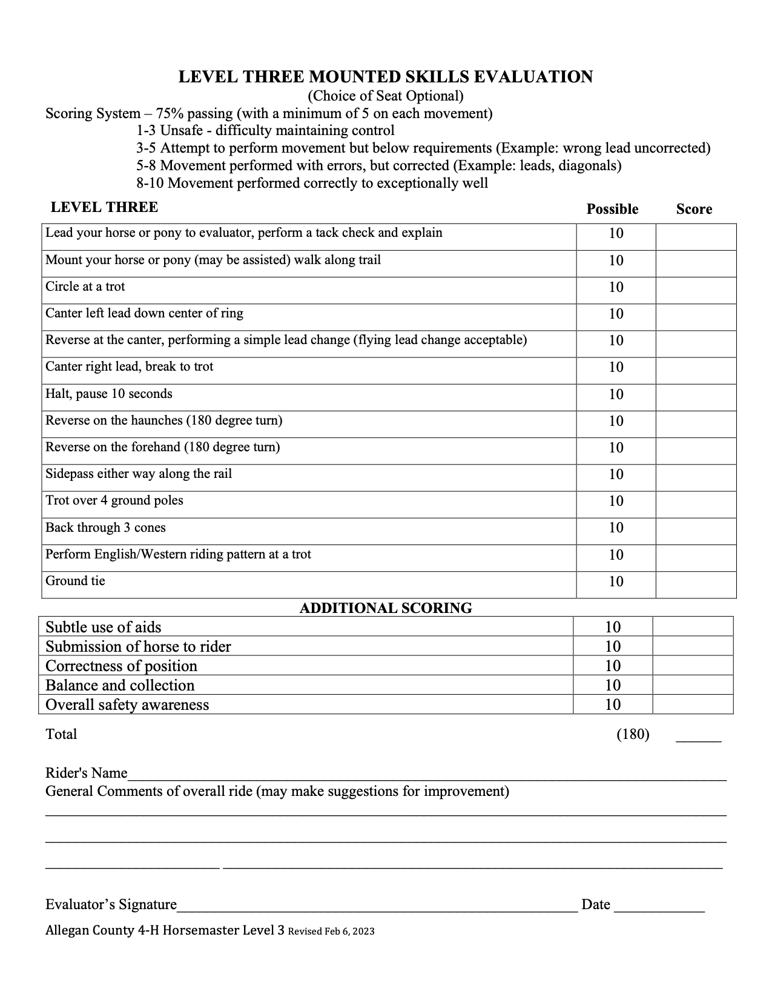 LEVEL THREE MOUNTED SKILLS EVALUATION
(Choice of Seat Optional)
Scoring System – 75% passing (with a minimum of 5 on each movement)
1-3 Unsafe - difficulty maintaining control
3-5 Attempt to perform movement but below requirements (Example: wrong lead uncorrected)
5-8 Movement performed with errors, but corrected (Example: leads, diagonals)
8-10 Movement performed correctly to exceptionally well
LEVEL THREE Possible Score
Lead your horse or pony to evaluator, perform a tack check and explain 10
Mount your horse or pony (may be assisted) walk along trail 10
Circle at a trot 10
Canter left lead down center of ring 10
Reverse at the canter, performing a simple lead change (flying lead change acceptable) 10
Canter right lead, break to trot 10
Halt, pause 10 seconds 10
Reverse on the haunches (180 degree turn) 10
Reverse on the forehand (180 degree turn) 10
Sidepass either way along the rail 10
Trot over 4 ground poles 10
Back through 3 cones 10
Perform English/Western riding pattern at a trot 10
Ground tie 10
ADDITIONAL SCORING
Subtle use of aids 10
Submission of horse to rider 10
Correctness of position 10
Balance and collection 10
Overall safety awareness 10
Total (180) ______
Rider's Name
General Comments of overall ride (may make suggestions for improvement)
Evaluator’s Signature Date
Allegan County 4-H Horsemaster Level 3 Revised Feb 6, 2023